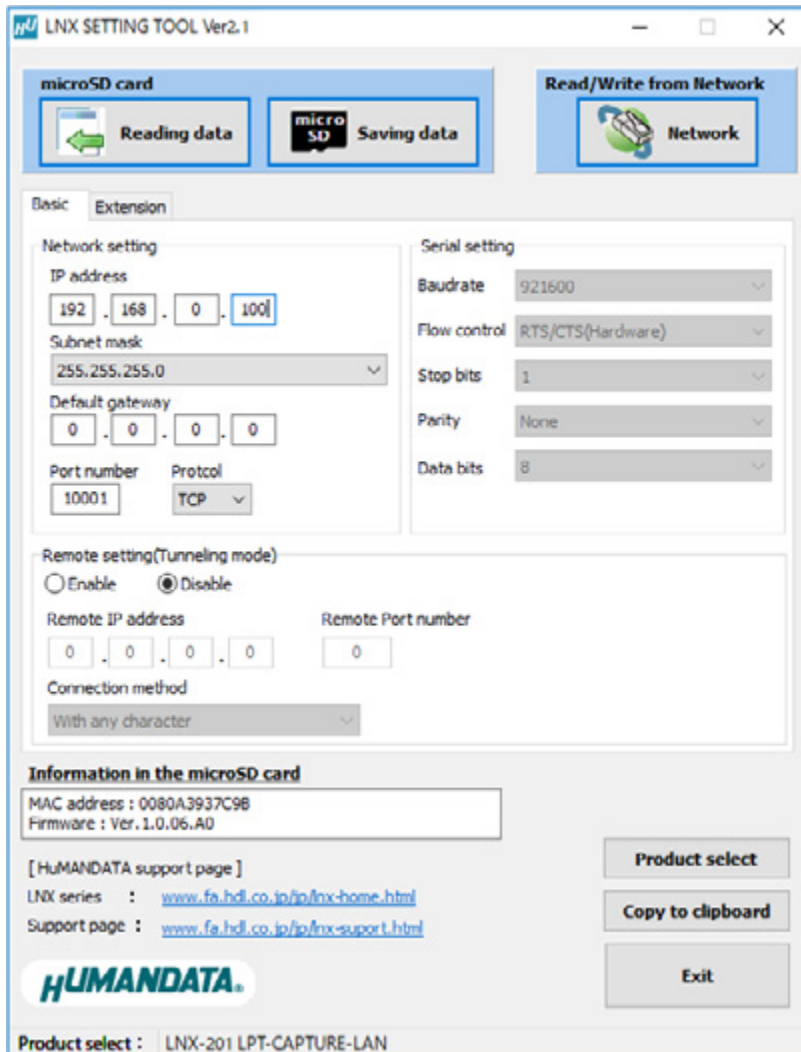 LNX SETTING TOOL Ver2.1
microSD card
Reading data
micro
SD
Saving data
Read/Write from Network
Network
Basic
Extension
Network setting
IP address
192 . 168 . 0 . 100
Subnet mask
255.255.255.0
Default gateway
0 . 0 . 0 . 0
Port number Protcol
10001 TCP
Serial setting
Baudrate 921600
Flow control RTS/CTS(Hardware)
Stop bits 1
Parity None
Data bits 8
Remote setting(Tunneling mode)
Enable Disable
Remote IP address Remote Port number
0 . 0 . 0 . 0 0
Connection method
With any character
Information in the microSD card
MAC address : 0080A3937C9B
Firmware : Ver.1.0.06.A0
[ HuMANDATA support page ]
LNX series : www.fa.hdl.co.jp/jp/lnx-home.html
Support page : www.fa.hdl.co.jp/jp/lnx-suport.html
HUMANDATA.
Product select
Copy to clipboard
Exit
Product select : LNX-201 LPT-CAPTURE-LAN